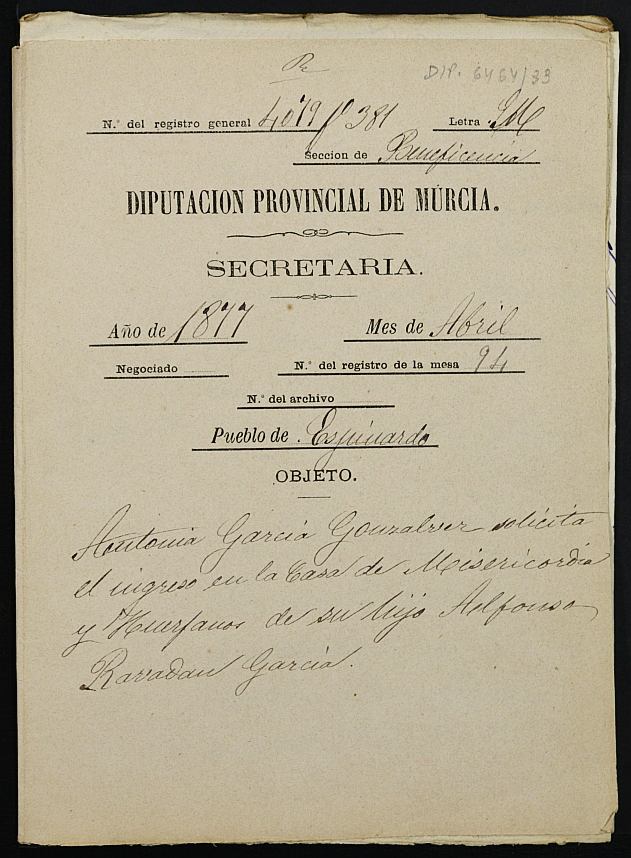 DIP. 6464/33
N.º del registro general 4079 fº 381 Letra M
Seccion de Beneficencia
DIPUTACION PROVINCIAL DE MURCIA.
SECRETARIA.
Año de 1877 Mes de Abril
Negociado N.º del registro de la mesa 94
N.º del archivo
Pueblo de Espinardo
OBJETO.
Antonia García Gonzalver solicita
el ingreso en la Casa de Misericordia
y Huerfanos de su hijo Alfonso
García.